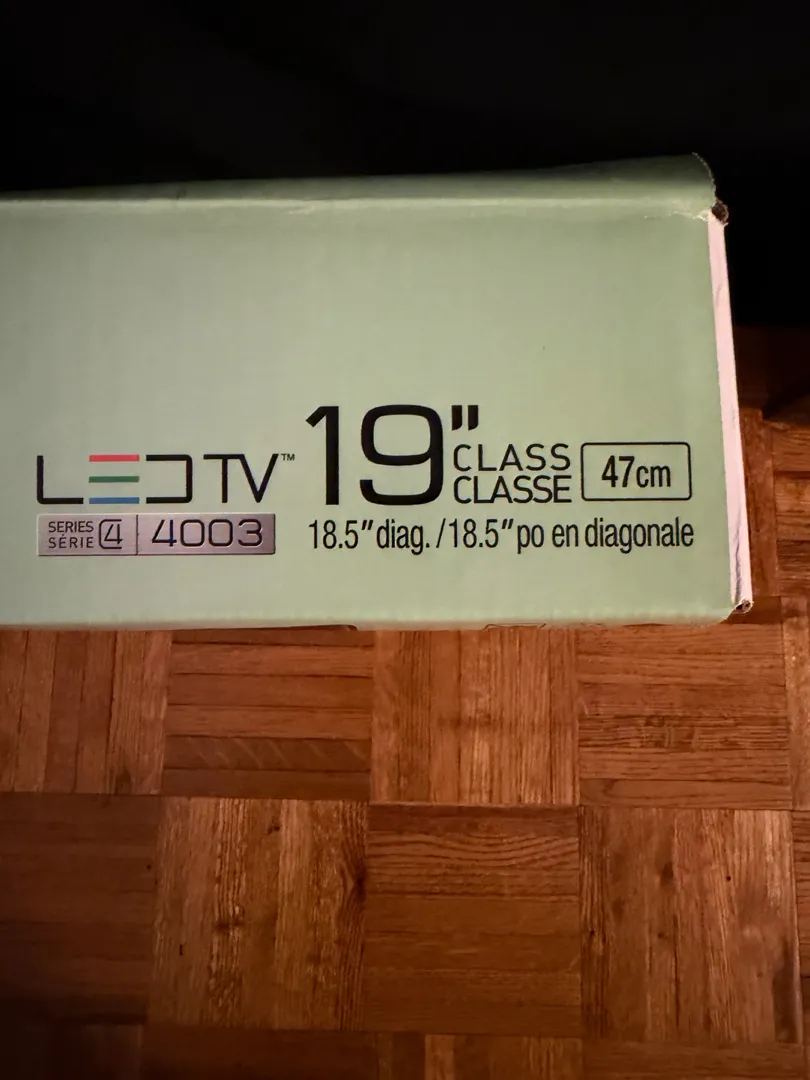 LED TV™
19" CLASS
CLASSE
47cm
SERIES
SÉRIE 4 4003
18.5" diag. / 18.5" po en diagonale